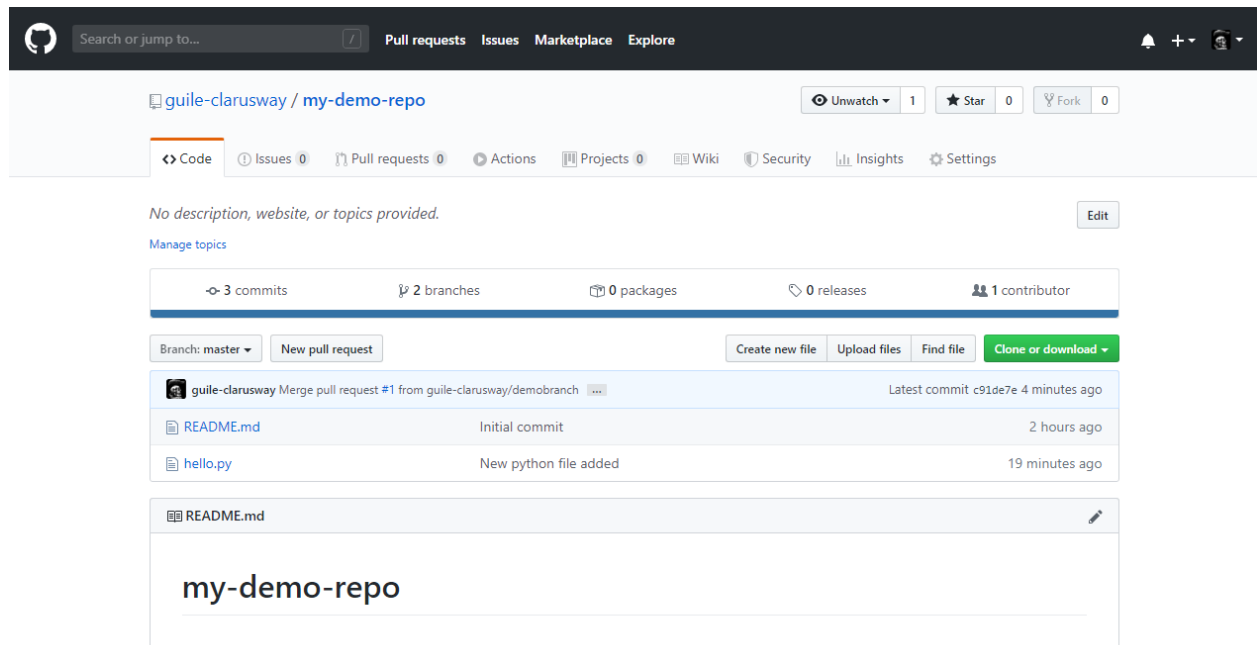 Search or jump to... / Pull requests Issues Marketplace Explore
guile-clarusway / my-demo-repo Unwatch 1 Star 0 Fork 0
Code Issues 0 Pull requests 0 Actions Projects 0 Wiki Security Insights Settings
No description, website, or topics provided. Edit
Manage topics
3 commits 2 branches 0 packages 0 releases 1 contributor
Branch: master New pull request Create new file Upload files Find file Clone or download
guile-clarusway Merge pull request #1 from guile-clarusway/demobranch ... Latest commit c91de7e 4 minutes ago
README.md Initial commit 2 hours ago
hello.py New python file added 19 minutes ago
README.md
my-demo-repo